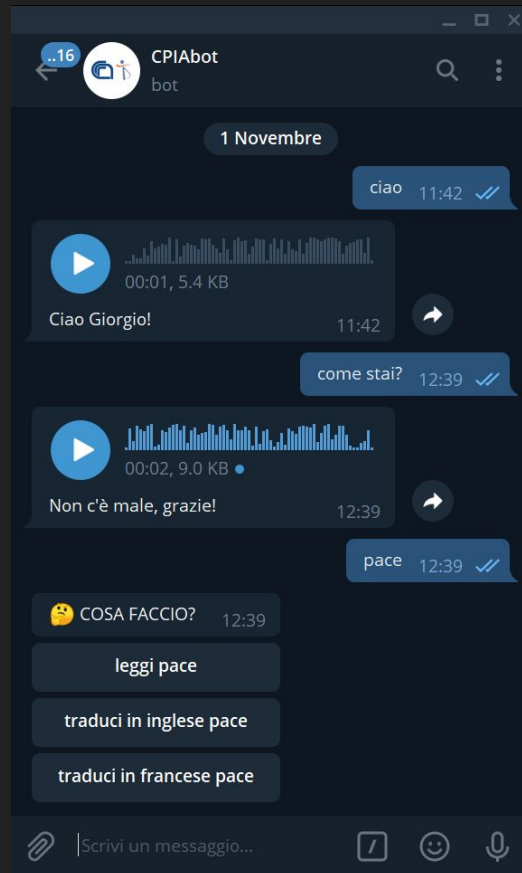 ..16
CPIAbot
bot
1 Novembre
ciao 11:42
00:01, 5.4 KB
Ciao Giorgio! 11:42
come stai? 12:39
00:02, 9.0 KB
Non c'è male, grazie! 12:39
pace 12:39
🤔 COSA FACCIO? 12:39
leggi pace
traduci in inglese pace
traduci in francese pace
Scrivi un messaggio...